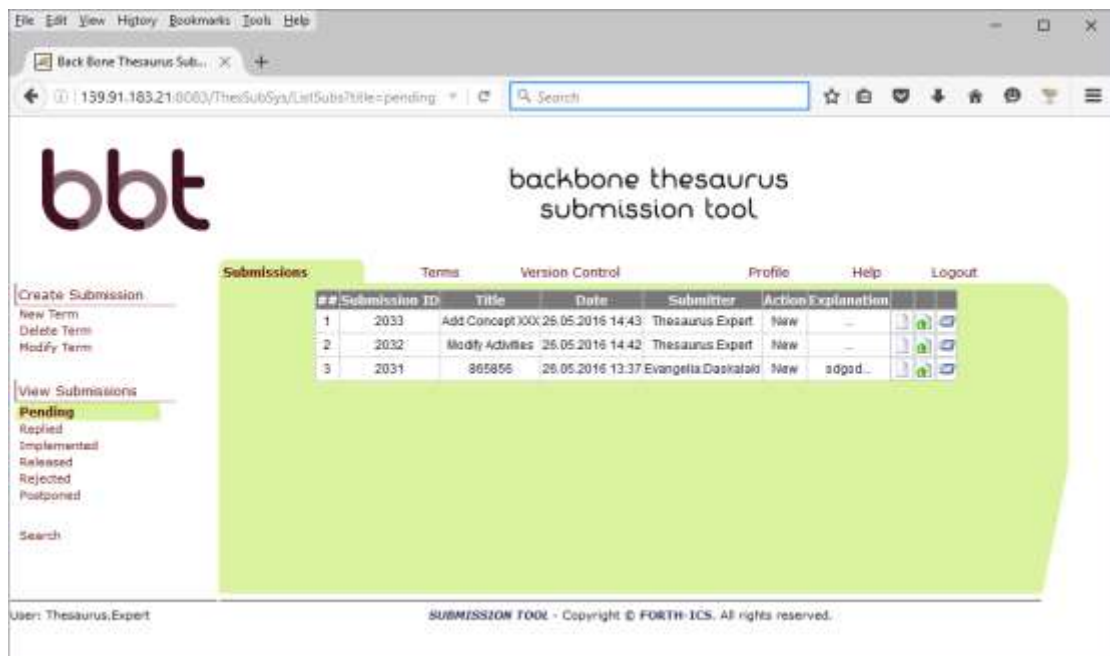 File Edit View History Bookmarks Tools Help
Back Bone Thesaurus Sub...
139.91.183.21:8083/ThesSubSys/ListSubs?title=pending
Search
bbt
backbone thesaurus
submission tool
Submissions Terms Version Control Profile Help Logout
Create Submission
New Term
Delete Term
Modify Term
View Submissions
Pending
Replied
Implemented
Released
Rejected
Postponed
Search
## Submission ID Title Date Submitter Action Explanation
1 2033 Add Concept XXX 26.05.2016 14:43 Thesaurus.Expert New ...
2 2032 Modify Activities 26.05.2016 14:42 Thesaurus.Expert New ...
3 2031 865856 26.05.2016 13:37 Evangelia.Daskalaki New sdgsd...
User: Thesaurus.Expert
SUBMISSION TOOL - Copyright © FORTH-ICS. All rights reserved.